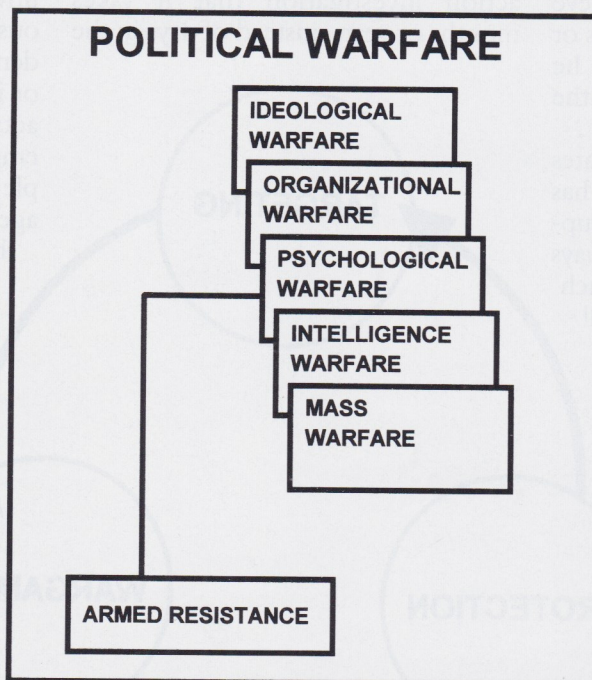 POLITICAL WARFARE
IDEOLOGICAL
WARFARE
ORGANIZATIONAL
WARFARE
PSYCHOLOGICAL
WARFARE
INTELLIGENCE
WARFARE
MASS
WARFARE
ARMED RESISTANCE